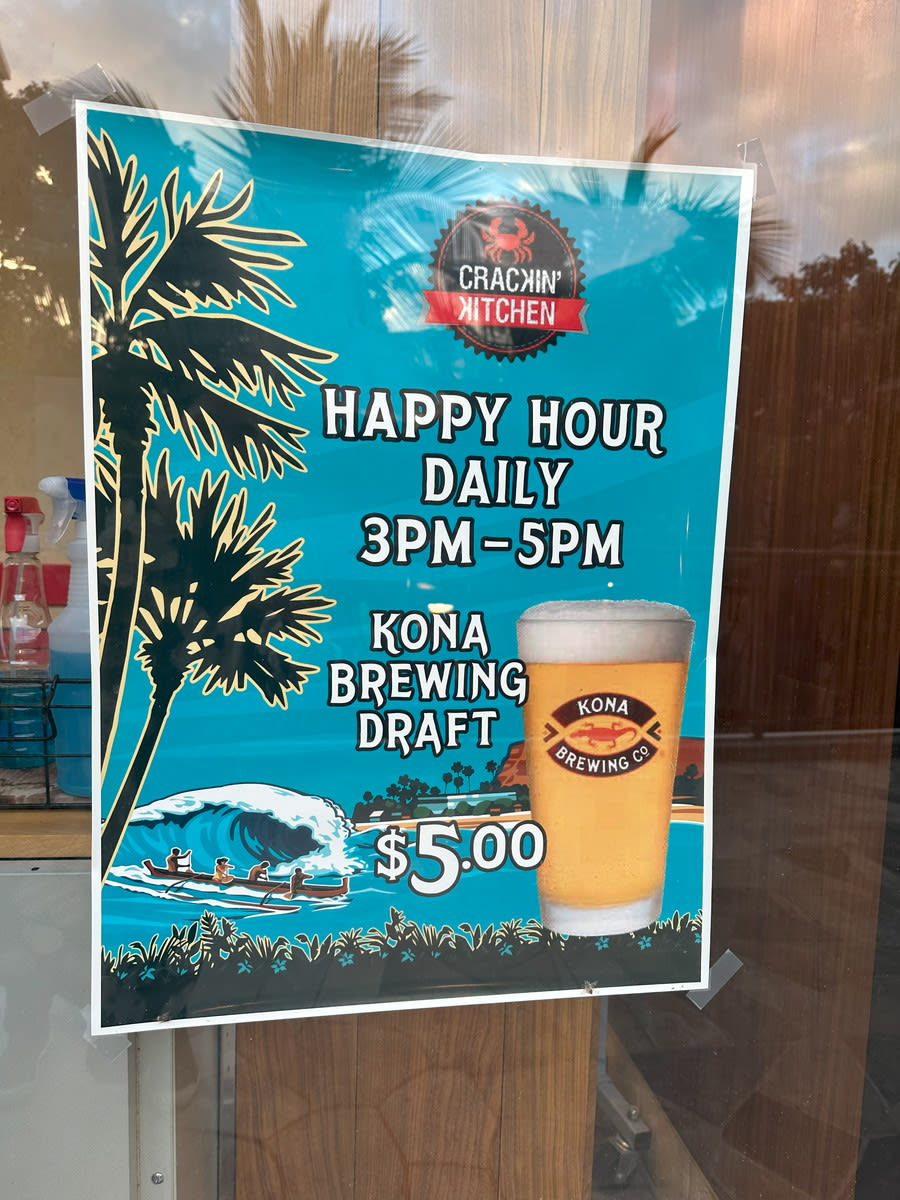 CRACKIN'
KITCHEN
HAPPY HOUR
DAILY
3PM-5PM
KONA
BREWING
DRAFT
$5.00
KONA
BREWING CO